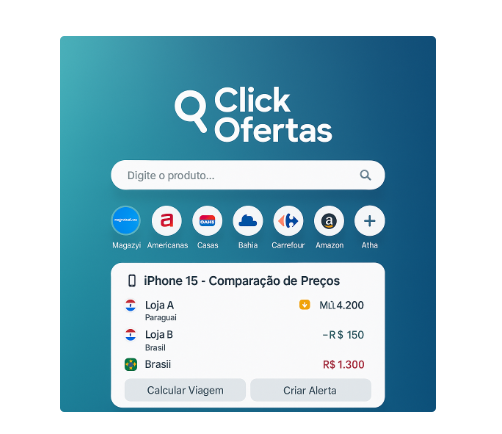 Click
Ofertas
Digite o produto...
Magazyi Americanas Casas Bahia Carrefour Amazon Atha
iPhone 15 - Comparação de Preços
Loja A 4.200
Paraguai
Loja B -R$ 150
Brasil
Brasii R$ 1.300
Calcular Viagem Criar Alerta